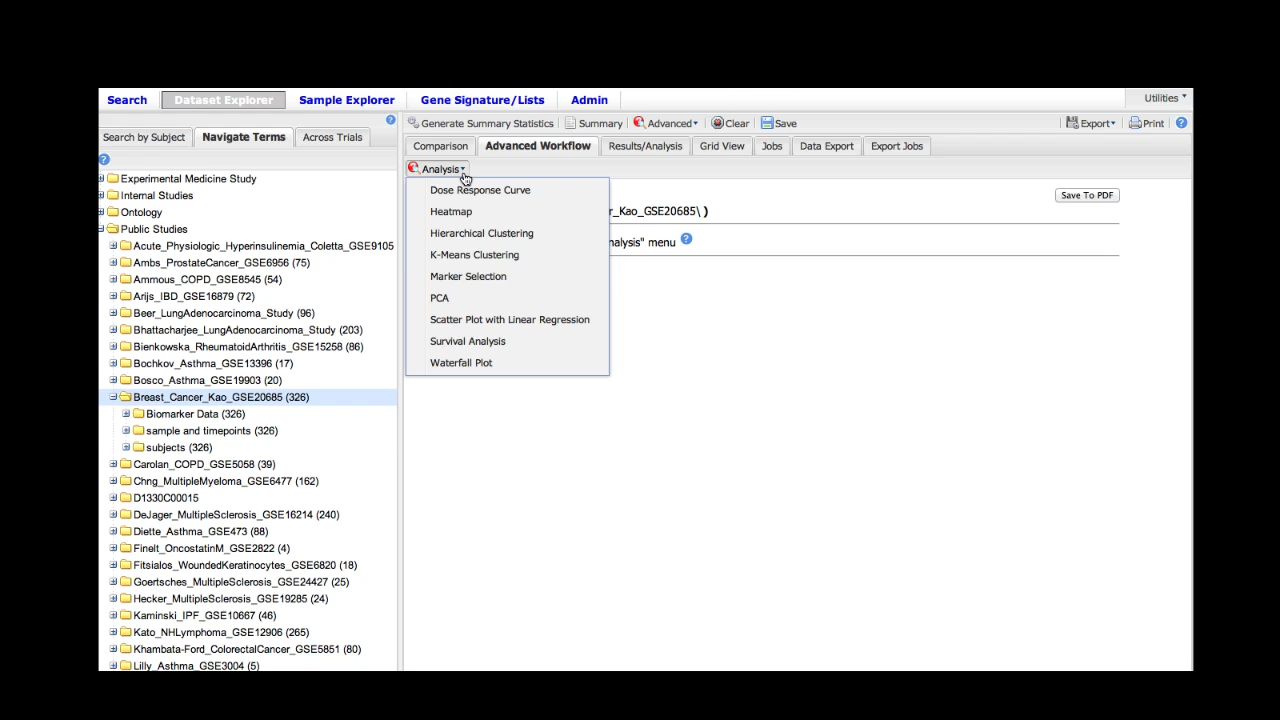 Search Dataset Explorer Sample Explorer Gene Signature/Lists Admin Utilities
Generate Summary Statistics Summary Advanced Clear Save Export Print
Search by Subject Navigate Terms Across Trials
Comparison Advanced Workflow Results/Analysis Grid View Jobs Data Export Export Jobs
Analysis
Dose Response Curve
Heatmap
Hierarchical Clustering
K-Means Clustering
Marker Selection
PCA
Scatter Plot with Linear Regression
Survival Analysis
Waterfall Plot
Save To PDF
r_Kao_GSE20685\ )
nalysis" menu
Experimental Medicine Study
Internal Studies
Ontology
Public Studies
Acute_Physiologic_Hyperinsulinemia_Coletta_GSE9105
Ambs_ProstateCancer_GSE6956 (75)
Ammous_COPD_GSE8545 (54)
Arijs_IBD_GSE16879 (72)
Beer_LungAdenocarcinoma_Study (96)
Bhattacharjee_LungAdenocarcinoma_Study (203)
Bienkowska_RheumatoidArthritis_GSE15258 (86)
Bochkov_Asthma_GSE13396 (17)
Bosco_Asthma_GSE19903 (20)
Breast_Cancer_Kao_GSE20685 (326)
Biomarker Data (326)
sample and timepoints (326)
subjects (326)
Carolan_COPD_GSE5058 (39)
Chng_MultipleMyeloma_GSE6477 (162)
D1330C00015
DeJager_MultipleSclerosis_GSE16214 (240)
Diette_Asthma_GSE473 (88)
Finelt_OncostatinM_GSE2822 (4)
Fitsialos_WoundedKeratinocytes_GSE6820 (18)
Goertsches_MultipleSclerosis_GSE24427 (25)
Hecker_MultipleSclerosis_GSE19285 (24)
Kaminski_IPF_GSE10667 (46)
Kato_NHLymphoma_GSE12906 (265)
Khambata-Ford_ColorectalCancer_GSE5851 (80)
Lilly_Asthma_GSE3004 (5)